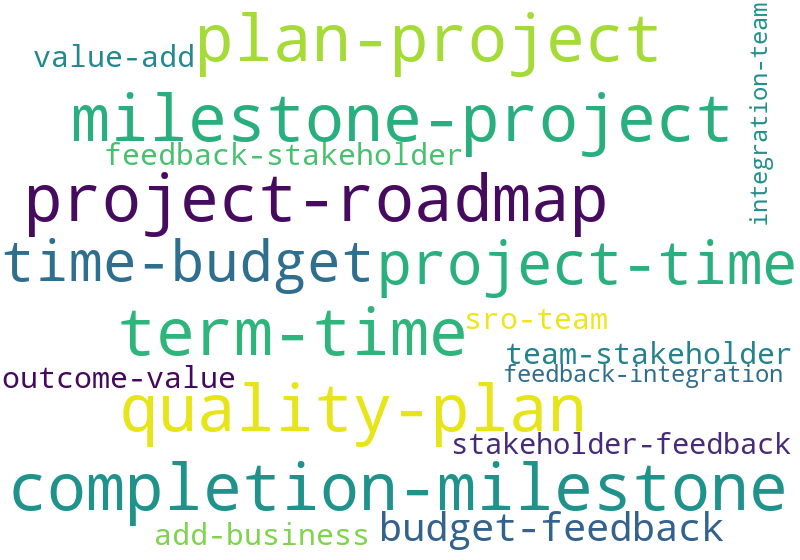 plan-project
value-add
integration-team
milestone-project
feedback-stakeholder
project-roadmap
time-budget
project-time
term-time
sro-team
team-stakeholder
outcome-value
feedback-integration
quality-plan
stakeholder-feedback
completion-milestone
add-business
budget-feedback